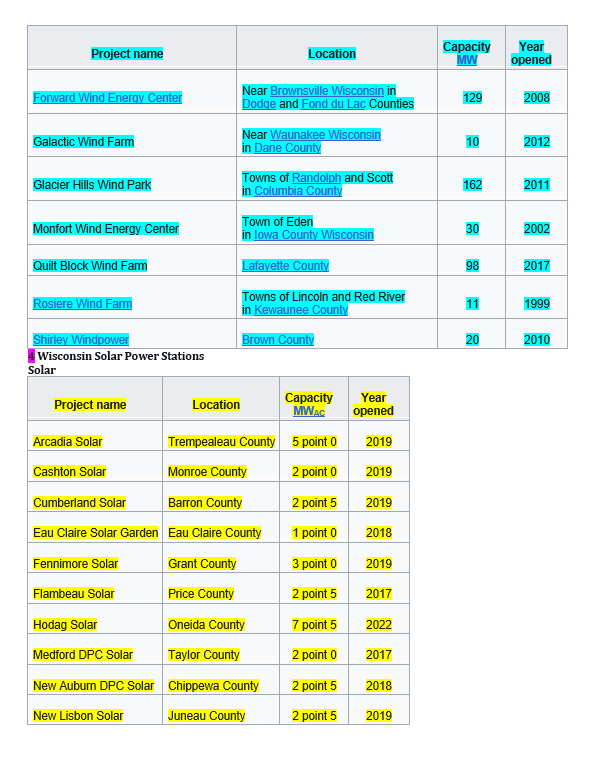 Project name Location Capacity MW Year opened
Forward Wind Energy Center Near Brownsville Wisconsin in Dodge and Fond du Lac Counties 129 2008
Galactic Wind Farm Near Waunakee Wisconsin in Dane County 10 2012
Glacier Hills Wind Park Towns of Randolph and Scott in Columbia County 162 2011
Monfort Wind Energy Center Town of Eden in Iowa County Wisconsin 30 2002
Quilt Block Wind Farm Lafayette County 98 2017
Rosiere Wind Farm Towns of Lincoln and Red River in Kewaunee County 11 1999
Shirley Windpower Brown County 20 2010
4 Wisconsin Solar Power Stations
Solar
Project name Location Capacity MWAC Year opened
Arcadia Solar Trempealeau County 5 point 0 2019
Cashton Solar Monroe County 2 point 0 2019
Cumberland Solar Barron County 2 point 5 2019
Eau Claire Solar Garden Eau Claire County 1 point 0 2018
Fennimore Solar Grant County 3 point 0 2019
Flambeau Solar Price County 2 point 5 2017
Hodag Solar Oneida County 7 point 5 2022
Medford DPC Solar Taylor County 2 point 0 2017
New Auburn DPC Solar Chippewa County 2 point 5 2018
New Lisbon Solar Juneau County 2 point 5 2019